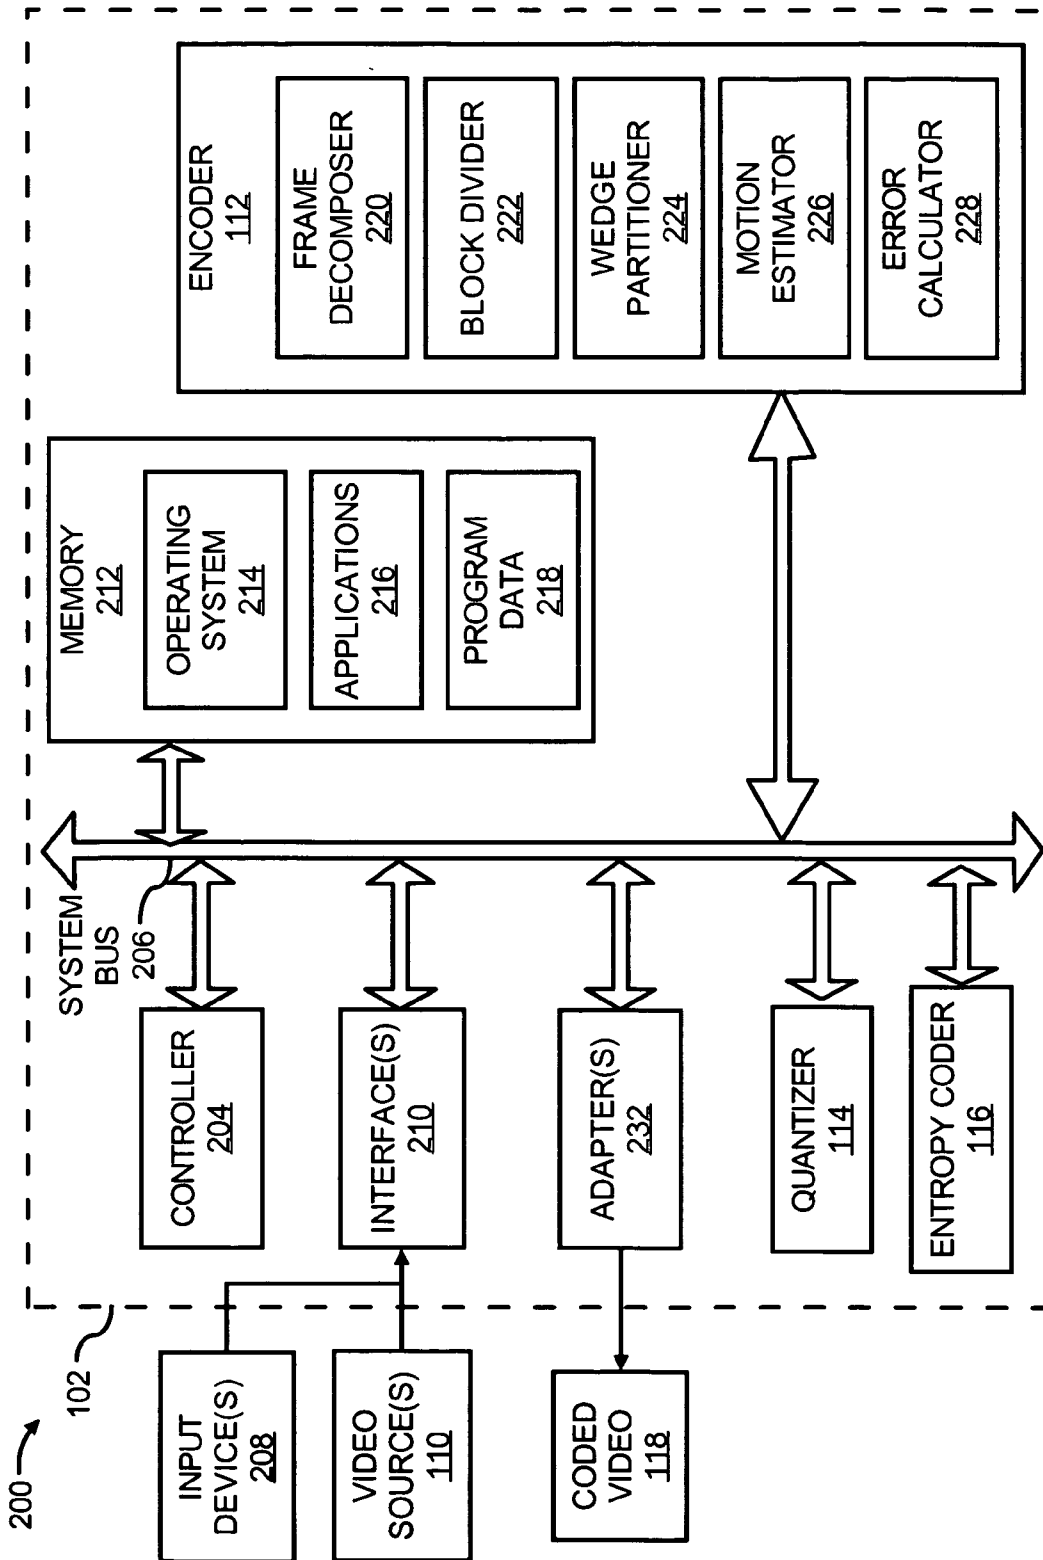 200
102
INPUT
DEVICE(S)
208
VIDEO
SOURCE(S)
110
CODED
VIDEO
118
SYSTEM
BUS
206
CONTROLLER
204
INTERFACE(S)
210
ADAPTER(S)
232
QUANTIZER
114
ENTROPY CODER
116
MEMORY
212
OPERATING
SYSTEM
214
APPLICATIONS
216
PROGRAM
DATA
218
ENCODER
112
FRAME
DECOMPOSER
220
BLOCK DIVIDER
222
WEDGE
PARTITIONER
224
MOTION
ESTIMATOR
226
ERROR
CALCULATOR
228